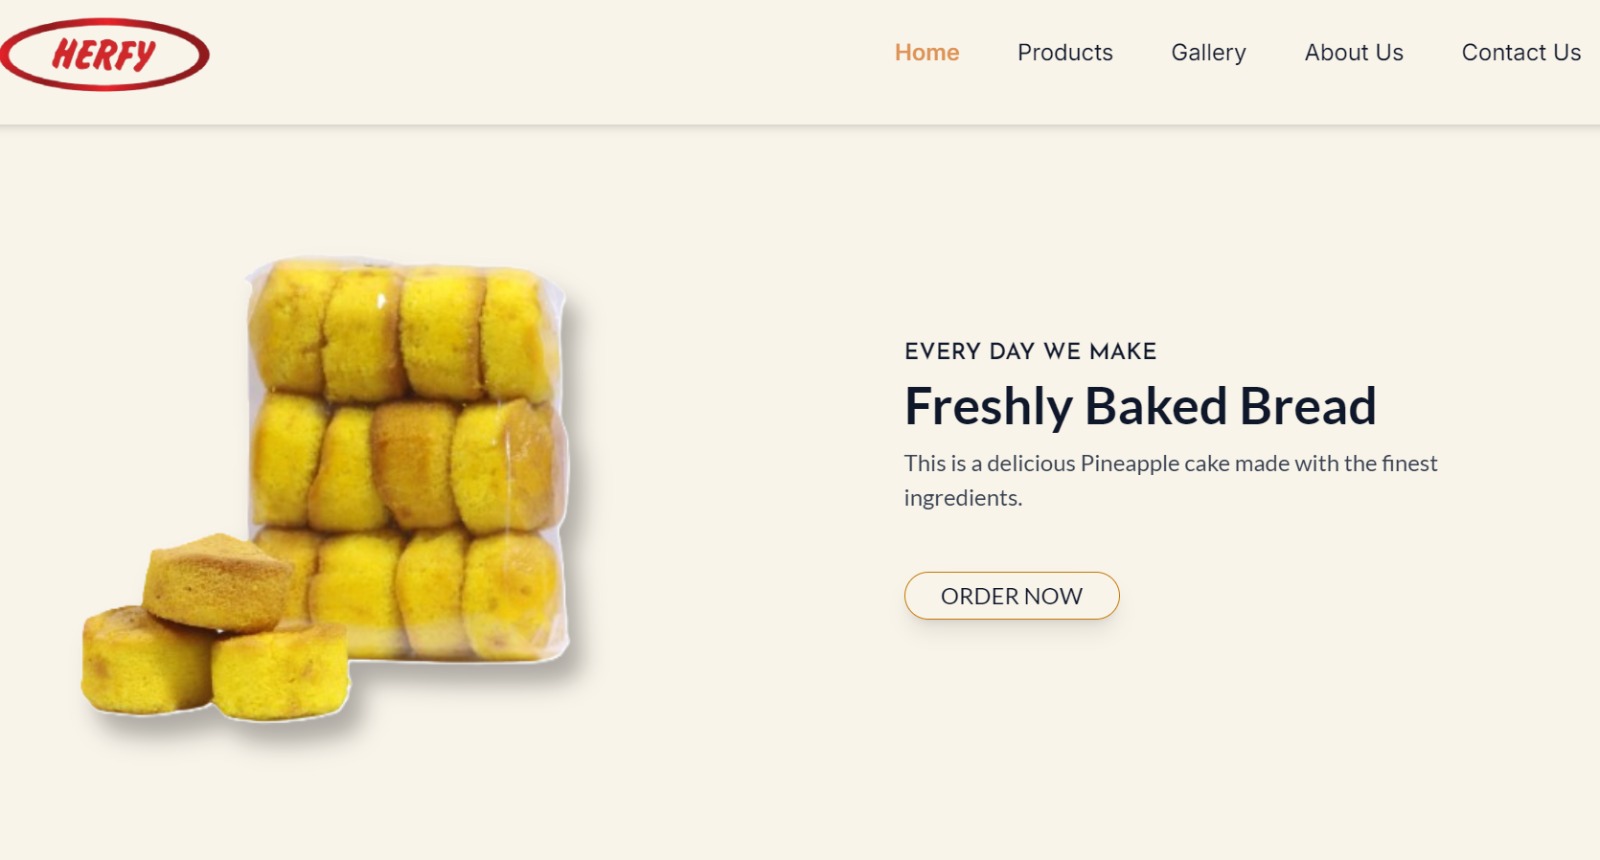 HERFY
Home Products Gallery About Us Contact Us
EVERY DAY WE MAKE
Freshly Baked Bread
This is a delicious Pineapple cake made with the finest
ingredients.
ORDER NOW